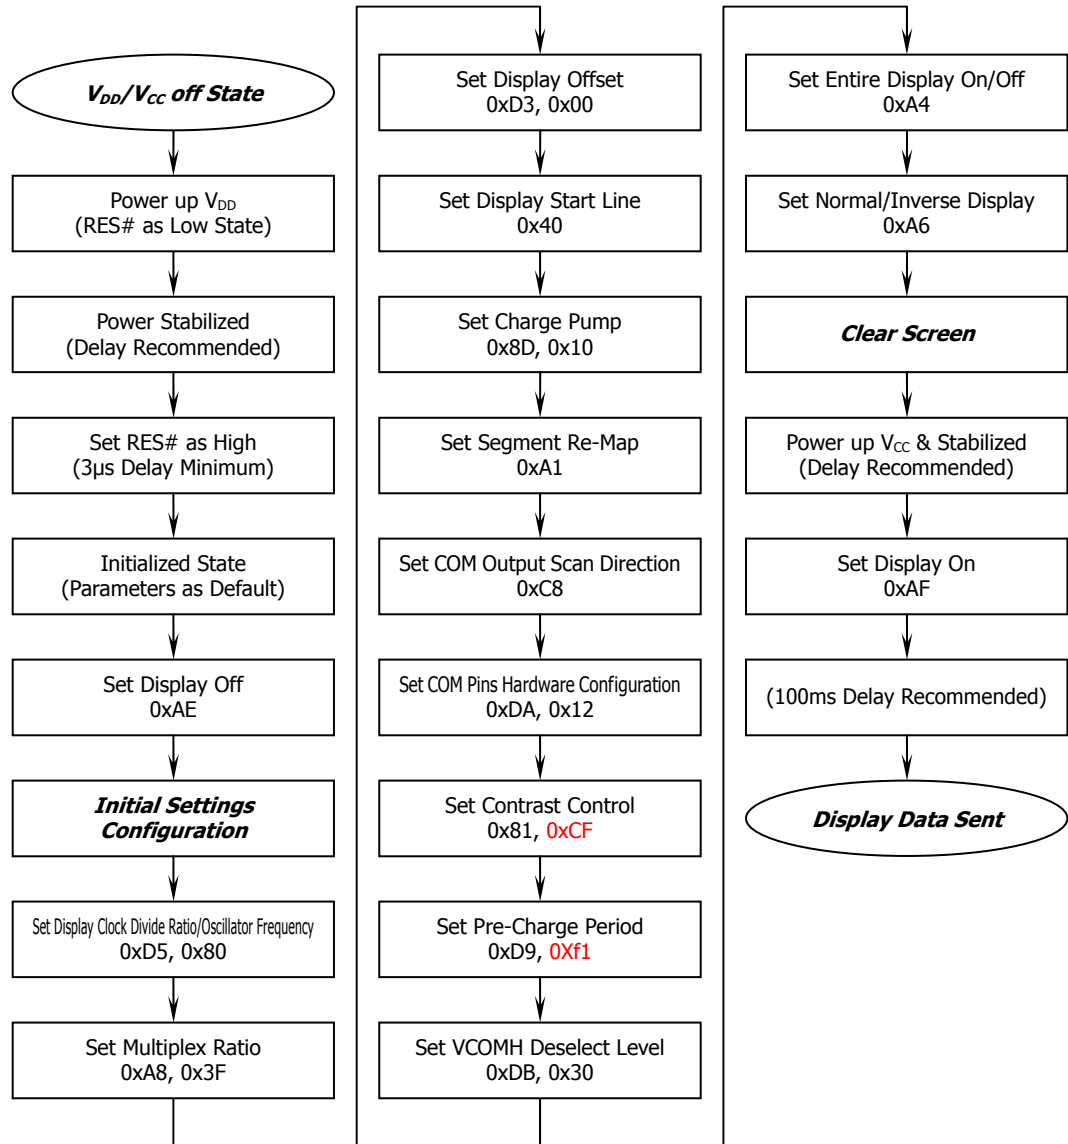 V_DD/V_CC off State
Power up V_DD
(RES# as Low State)
Power Stabilized
(Delay Recommended)
Set RES# as High
(3μs Delay Minimum)
Initialized State
(Parameters as Default)
Set Display Off
0xAE
Initial Settings
Configuration
Set Display Clock Divide Ratio/Oscillator Frequency
0xD5, 0x80
Set Multiplex Ratio
0xA8, 0x3F
Set Display Offset
0xD3, 0x00
Set Display Start Line
0x40
Set Charge Pump
0x8D, 0x10
Set Segment Re-Map
0xA1
Set COM Output Scan Direction
0xC8
Set COM Pins Hardware Configuration
0xDA, 0x12
Set Contrast Control
0x81, 0xCF
Set Pre-Charge Period
0xD9, 0Xf1
Set VCOMH Deselect Level
0xDB, 0x30
Set Entire Display On/Off
0xA4
Set Normal/Inverse Display
0xA6
Clear Screen
Power up V_CC & Stabilized
(Delay Recommended)
Set Display On
0xAF
(100ms Delay Recommended)
Display Data Sent